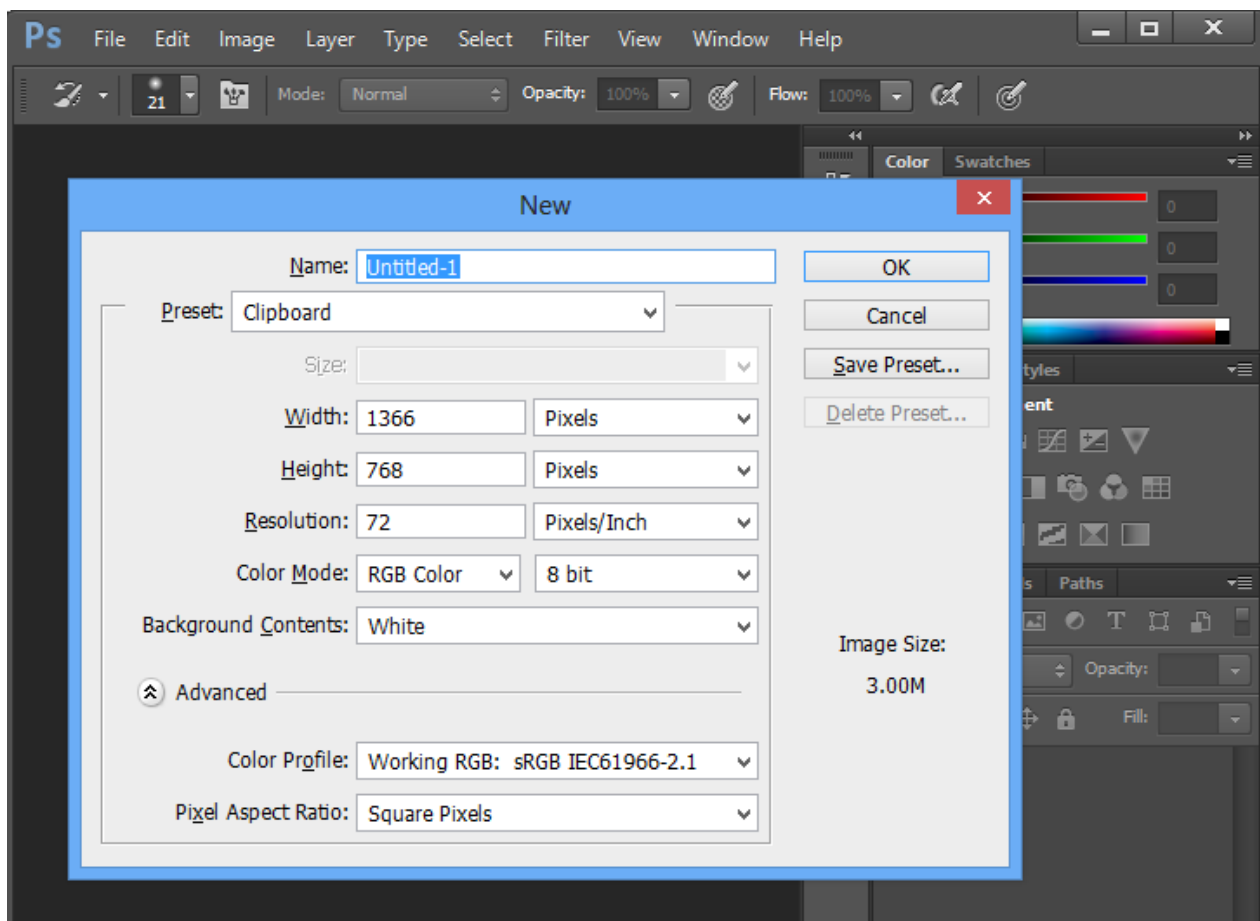 Ps File Edit Image Layer Type Select Filter View Window Help
21 Mode: Normal Opacity: 100% Flow: 100%
Color Swatches
New
0
Name: Untitled-1 OK
0
Preset: Clipboard Cancel
0
Size:
Save Preset...
Width: 1366 Pixels Delete Preset...
Height: 768 Pixels
Resolution: 72 Pixels/Inch
Color Mode: RGB Color 8 bit
Paths
Background Contents: White
Image Size:
3.00M
Opacity:
Advanced
Fill:
Color Profile: Working RGB: sRGB IEC61966-2.1
Pixel Aspect Ratio: Square Pixels